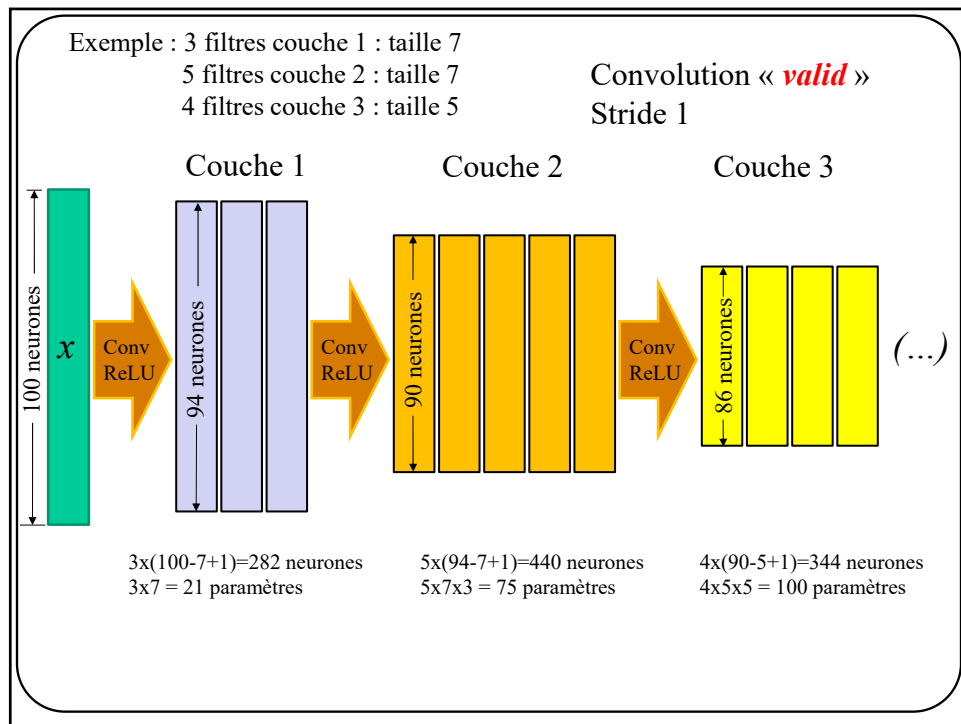 Exemple : 3 filtres couche 1 : taille 7
5 filtres couche 2 : taille 7
4 filtres couche 3 : taille 5
Convolution « valid »
Stride 1
Couche 1
Couche 2
Couche 3
100 neurones
x
Conv
ReLU
94 neurones
Conv
ReLU
90 neurones
Conv
ReLU
86 neurones
(...)
3x(100-7+1)=282 neurones
3x7 = 21 paramètres
5x(94-7+1)=440 neurones
5x7x3 = 75 paramètres
4x(90-5+1)=344 neurones
4x5x5 = 100 paramètres